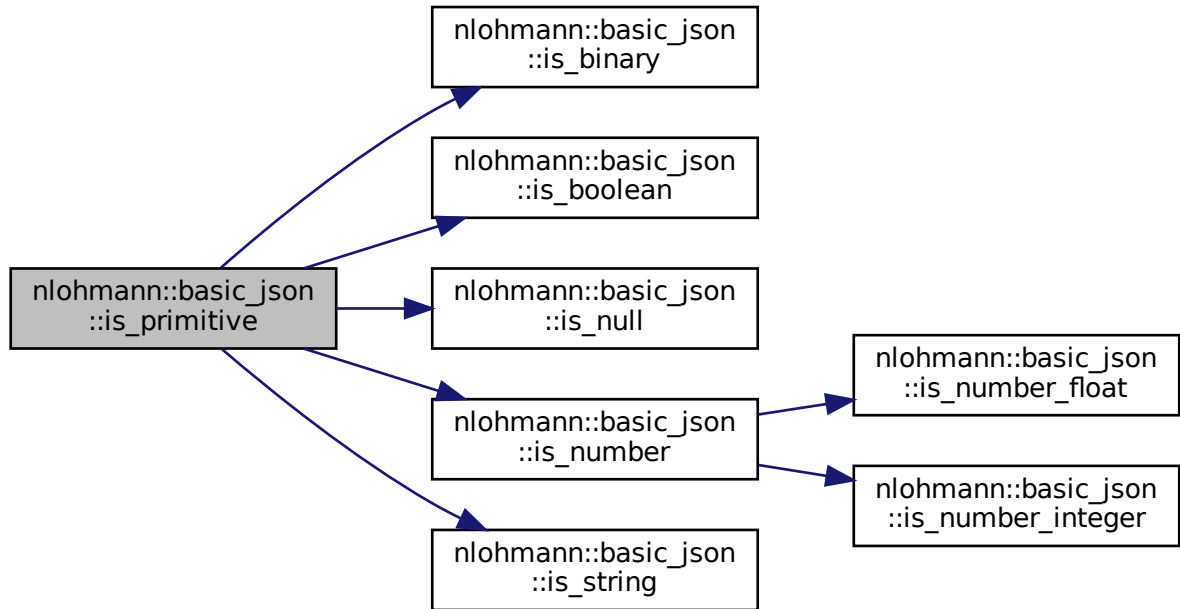 nlohmann::basic_json
::is_binary
nlohmann::basic_json
::is_boolean
nlohmann::basic_json
::is_primitive
nlohmann::basic_json
::is_null
nlohmann::basic_json
::is_number
nlohmann::basic_json
::is_number_float
nlohmann::basic_json
::is_number_integer
nlohmann::basic_json
::is_string